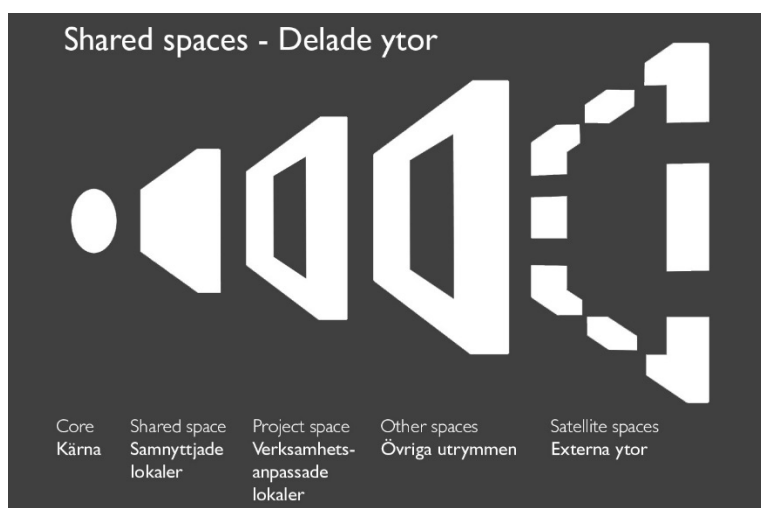 Shared spaces - Delade ytor
Core
Kärna
Shared space
Samnyttjade
lokaler
Project space
Verksamhets-
anpassade
lokaler
Other spaces
Övriga utrymmen
Satellite spaces
Externa ytor